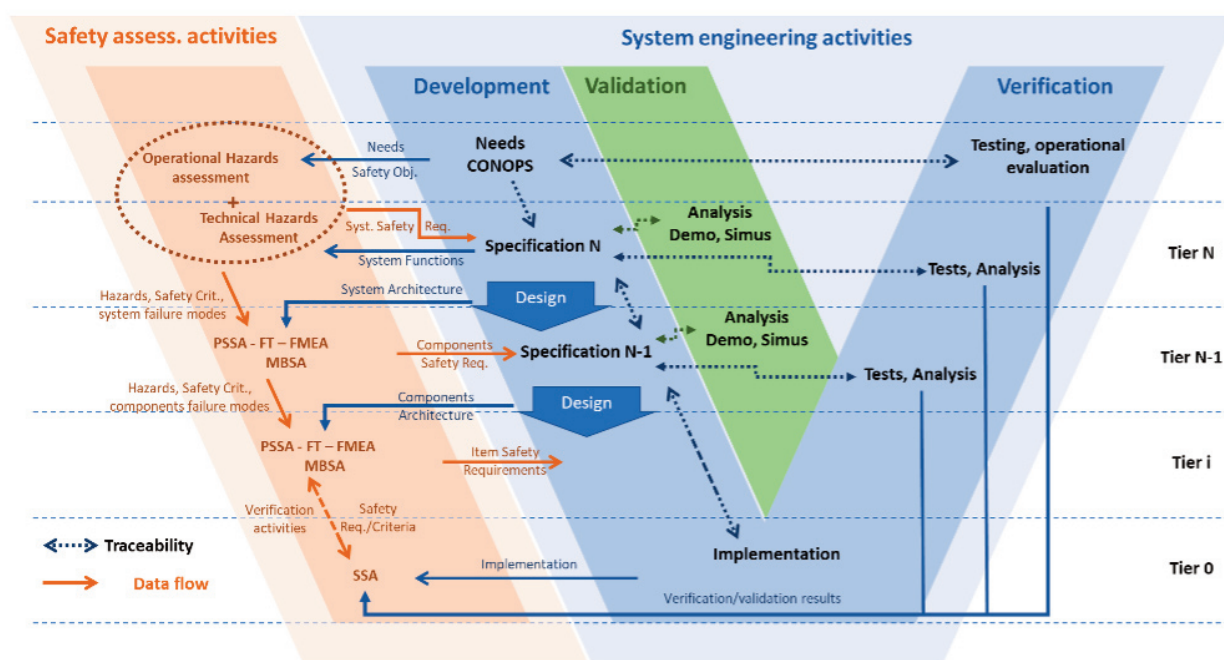 Safety assess. activities
System engineering activities
Development
Validation
Verification
Operational Hazards
assessment
+
Technical Hazards
Assessment
Needs
Safety Obj.
Needs
CONOPS
Testing, operational
evaluation
Syst. Safety Req.
System Functions
Specification N
Analysis
Demo, Simus
Tests, Analysis
Tier N
Hazards, Safety Crit.,
system failure modes
System Architecture
Design
PSSA - FT – FMEA
MBSA
Components
Safety Req.
Specification N-1
Analysis
Demo, Simus
Tests, Analysis
Tier N-1
Hazards, Safety Crit.,
components failure modes
Components
Architecture
Design
PSSA - FT – FMEA
MBSA
Item Safety
Requirements
Tier i
Verification
activities
Safety
Req./Criteria
Traceability
Data flow
SSA
Implementation
Implementation
Verification/validation results
Tier 0